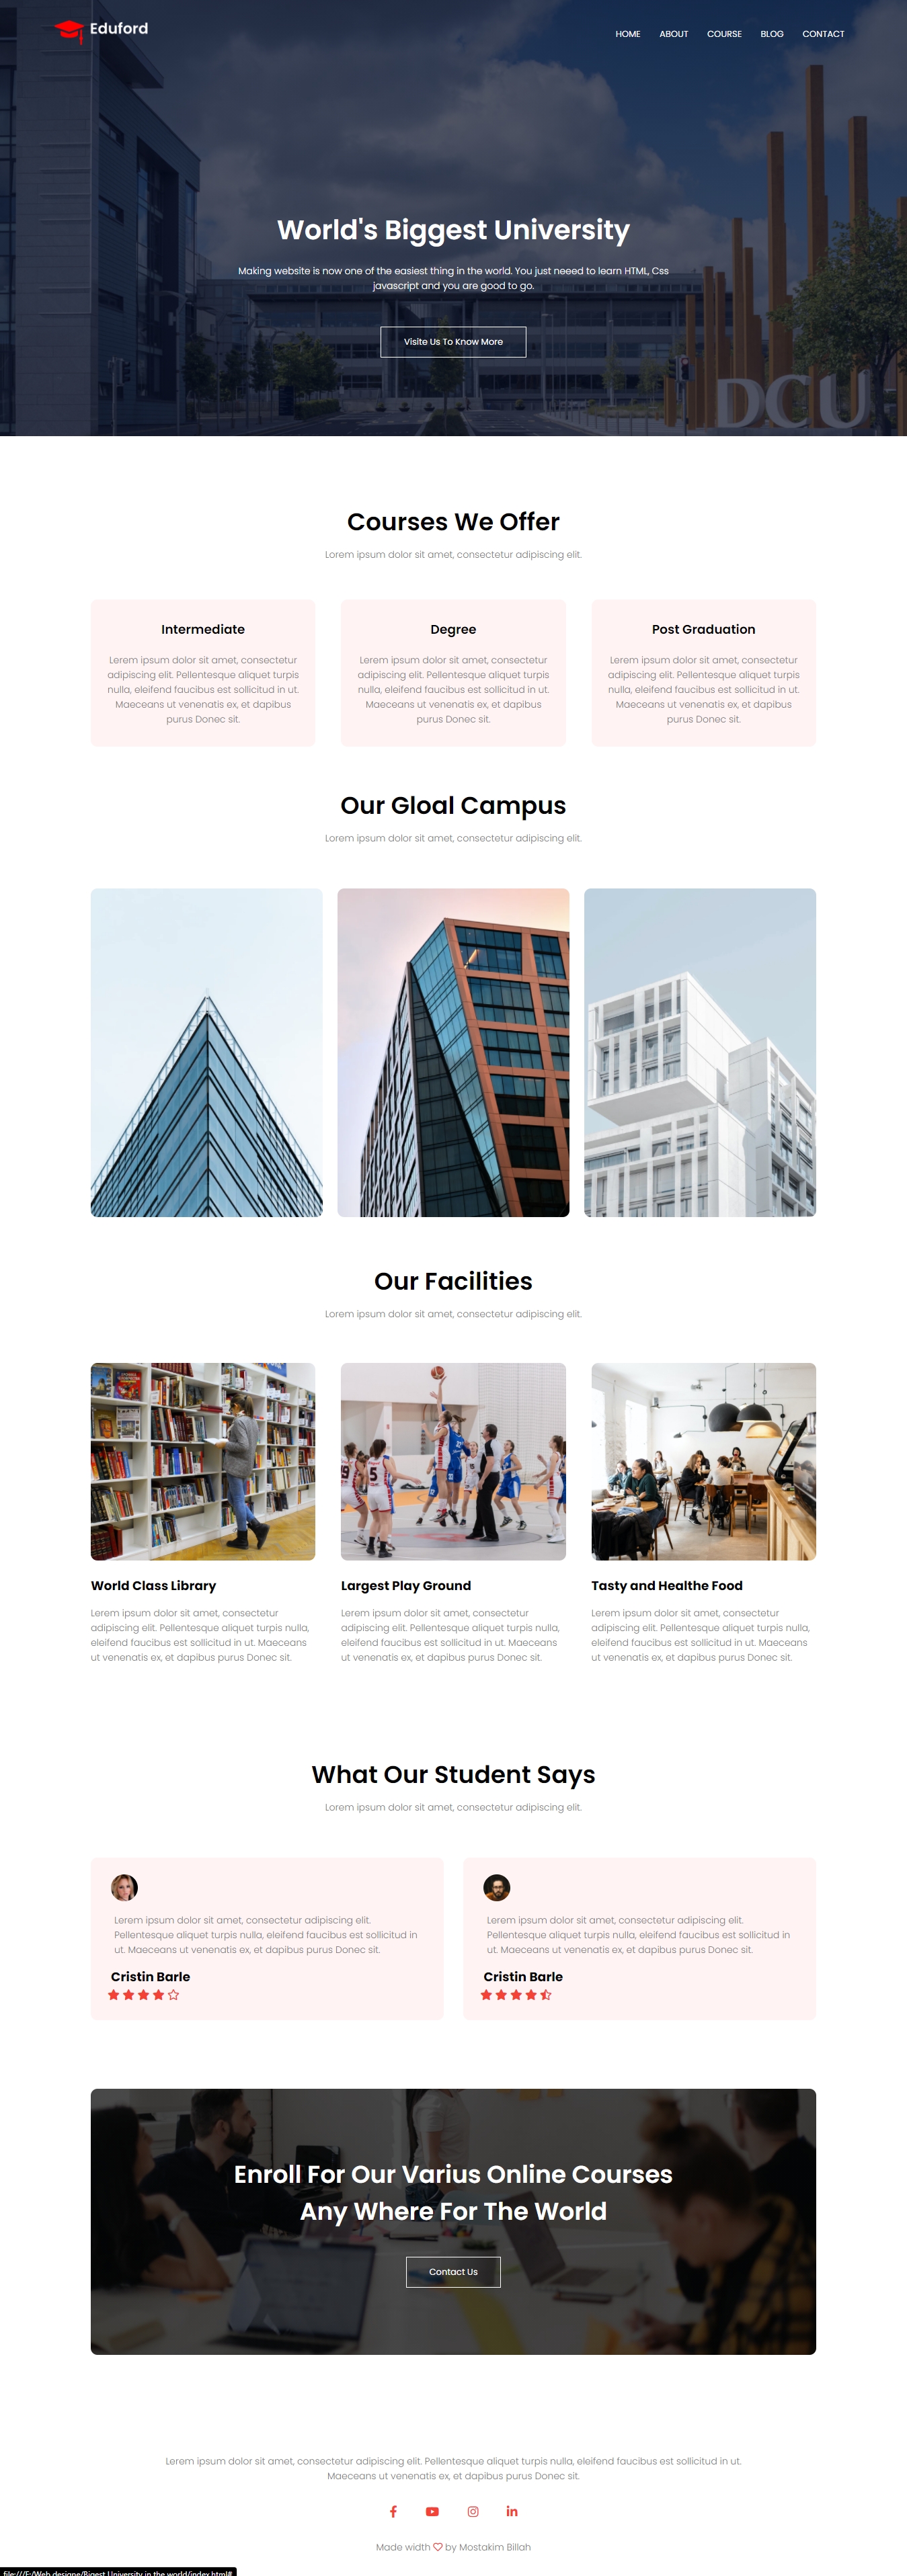 Eduford
HOME ABOUT COURSE BLOG CONTACT
World's Biggest University
Making website is now one of the easiest thing in the world. You just neeed to learn HTML, Css
javascript and you are good to go.
Visite Us To Know More
DCU
Courses We Offer
Lorem ipsum dolor sit amet, consectetur adipiscing elit.
Intermediate
Lorem ipsum dolor sit amet, consectetur
adipiscing elit. Pellentesque aliquet turpis
nulla, eleifend faucibus est sollicitud in ut.
Maeceans ut venenatis ex, et dapibus
purus Donec sit.
Degree
Lorem ipsum dolor sit amet, consectetur
adipiscing elit. Pellentesque aliquet turpis
nulla, eleifend faucibus est sollicitud in ut.
Maeceans ut venenatis ex, et dapibus
purus Donec sit.
Post Graduation
Lorem ipsum dolor sit amet, consectetur
adipiscing elit. Pellentesque aliquet turpis
nulla, eleifend faucibus est sollicitud in ut.
Maeceans ut venenatis ex, et dapibus
purus Donec sit.
Our Gloal Campus
Lorem ipsum dolor sit amet, consectetur adipiscing elit.
Our Facilities
Lorem ipsum dolor sit amet, consectetur adipiscing elit.
World Class Library
Lerem ipsum dolor sit amet, consectetur
adipiscing elit. Pellentesque aliquet turpis nulla,
eleifend faucibus est sollicitud in ut. Maeceans
ut venenatis ex, et dapibus purus Donec sit.
Largest Play Ground
Lerem ipsum dolor sit amet, consectetur
adipiscing elit. Pellentesque aliquet turpis nulla,
eleifend faucibus est sollicitud in ut. Maeceans
ut venenatis ex, et dapibus purus Donec sit.
Tasty and Healthe Food
Lerem ipsum dolor sit amet, consectetur
adipiscing elit. Pellentesque aliquet turpis nulla,
eleifend faucibus est sollicitud in ut. Maeceans
ut venenatis ex, et dapibus purus Donec sit.
What Our Student Says
Lorem ipsum dolor sit amet, consectetur adipiscing elit.
Lorem ipsum dolor sit amet, consectetur adipiscing elit.
Pellentesque aliquet turpis nulla, eleifend faucibus est sollicitud in
ut. Maeceans ut venenatis ex, et dapibus purus Donec sit.
Cristin Barle
Lorem ipsum dolor sit amet, consectetur adipiscing elit.
Pellentesque aliquet turpis nulla, eleifend faucibus est sollicitud in
ut. Maeceans ut venenatis ex, et dapibus purus Donec sit.
Cristin Barle
Enroll For Our Varius Online Courses
Any Where For The World
Contact Us
Lerem ipsum dolor sit amet, consectetur adipiscing elit. Pellentesque aliquet turpis nulla, eleifend faucibus est sollicitud in ut.
Maeceans ut venenatis ex, et dapibus purus Donec sit.
Made width by Mostakim Billah
file:///E:/Web designe/Bigest University in the world/index.html#